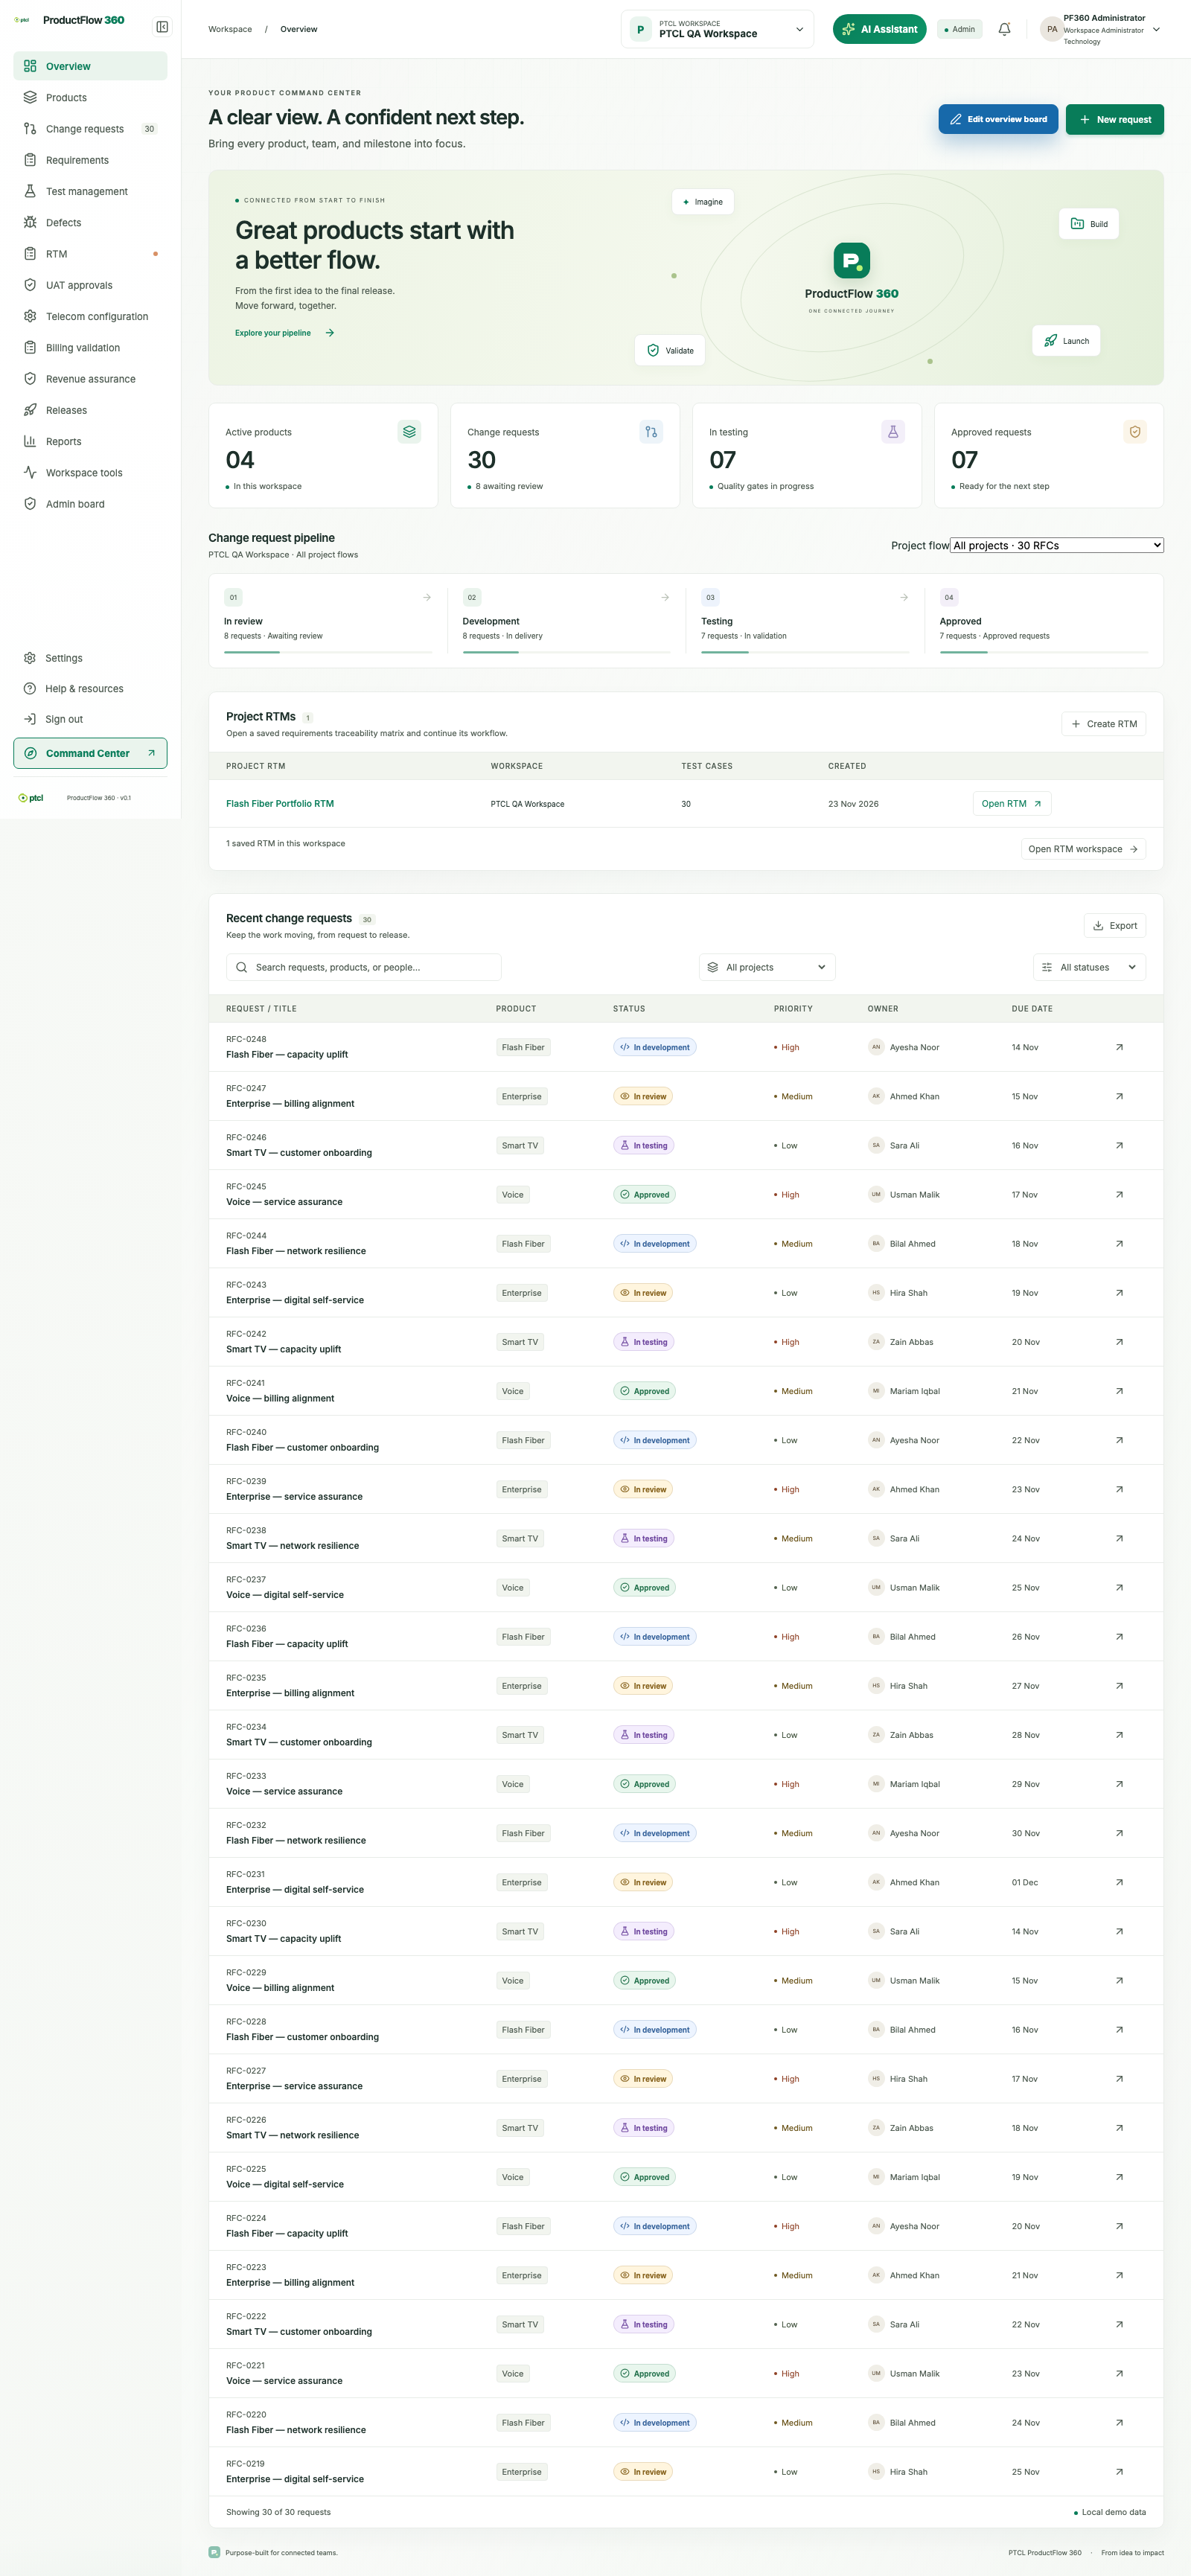 ptcl ProductFlow 360
Overview
Products
Change requests 30
Requirements
Test management
Defects
RTM
UAT approvals
Telecom configuration
Billing validation
Revenue assurance
Releases
Reports
Workspace tools
Admin board
Settings
Help & resources
Sign out
Command Center
ptcl ProductFlow 360 · v0.1
Workspace / Overview
P PTCL WORKSPACE
PTCL QA Workspace
AI Assistant
Admin
PA PF360 Administrator
Workspace Administrator
Technology
YOUR PRODUCT COMMAND CENTER
A clear view. A confident next step.
Bring every product, team, and milestone into focus.
Edit overview board
New request
CONNECTED FROM START TO FINISH
Great products start with
a better flow.
From the first idea to the final release.
Move forward, together.
Explore your pipeline
Imagine
Build
P
ProductFlow 360
ONE CONNECTED JOURNEY
Validate
Launch
Active products
04
In this workspace
Change requests
30
8 awaiting review
In testing
07
Quality gates in progress
Approved requests
07
Ready for the next step
Change request pipeline
PTCL QA Workspace · All project flows
Project flow All projects · 30 RFCs
01
In review
8 requests · Awaiting review
02
Development
8 requests · In delivery
03
Testing
7 requests · In validation
04
Approved
7 requests · Approved requests
Project RTMs 1
Open a saved requirements traceability matrix and continue its workflow.
Create RTM
PROJECT RTM WORKSPACE TEST CASES CREATED
Flash Fiber Portfolio RTM PTCL QA Workspace 30 23 Nov 2026 Open RTM
1 saved RTM in this workspace
Open RTM workspace
Recent change requests 30
Keep the work moving, from request to release.
Export
Search requests, products, or people...
All projects
All statuses
REQUEST / TITLE PRODUCT STATUS PRIORITY OWNER DUE DATE
RFC-0248
Flash Fiber — capacity uplift Flash Fiber In development High AN Ayesha Noor 14 Nov
RFC-0247
Enterprise — billing alignment Enterprise In review Medium AK Ahmed Khan 15 Nov
RFC-0246
Smart TV — customer onboarding Smart TV In testing Low SA Sara Ali 16 Nov
RFC-0245
Voice — service assurance Voice Approved High UM Usman Malik 17 Nov
RFC-0244
Flash Fiber — network resilience Flash Fiber In development Medium BA Bilal Ahmed 18 Nov
RFC-0243
Enterprise — digital self-service Enterprise In review Low HS Hira Shah 19 Nov
RFC-0242
Smart TV — capacity uplift Smart TV In testing High ZA Zain Abbas 20 Nov
RFC-0241
Voice — billing alignment Voice Approved Medium MI Mariam Iqbal 21 Nov
RFC-0240
Flash Fiber — customer onboarding Flash Fiber In development Low AN Ayesha Noor 22 Nov
RFC-0239
Enterprise — service assurance Enterprise In review High AK Ahmed Khan 23 Nov
RFC-0238
Smart TV — network resilience Smart TV In testing Medium SA Sara Ali 24 Nov
RFC-0237
Voice — digital self-service Voice Approved Low UM Usman Malik 25 Nov
RFC-0236
Flash Fiber — capacity uplift Flash Fiber In development High BA Bilal Ahmed 26 Nov
RFC-0235
Enterprise — billing alignment Enterprise In review Medium HS Hira Shah 27 Nov
RFC-0234
Smart TV — customer onboarding Smart TV In testing Low ZA Zain Abbas 28 Nov
RFC-0233
Voice — service assurance Voice Approved High MI Mariam Iqbal 29 Nov
RFC-0232
Flash Fiber — network resilience Flash Fiber In development Medium AN Ayesha Noor 30 Nov
RFC-0231
Enterprise — digital self-service Enterprise In review Low AK Ahmed Khan 01 Dec
RFC-0230
Smart TV — capacity uplift Smart TV In testing High SA Sara Ali 14 Nov
RFC-0229
Voice — billing alignment Voice Approved Medium UM Usman Malik 15 Nov
RFC-0228
Flash Fiber — customer onboarding Flash Fiber In development Low BA Bilal Ahmed 16 Nov
RFC-0227
Enterprise — service assurance Enterprise In review High HS Hira Shah 17 Nov
RFC-0226
Smart TV — network resilience Smart TV In testing Medium ZA Zain Abbas 18 Nov
RFC-0225
Voice — digital self-service Voice Approved Low MI Mariam Iqbal 19 Nov
RFC-0224
Flash Fiber — capacity uplift Flash Fiber In development High AN Ayesha Noor 20 Nov
RFC-0223
Enterprise — billing alignment Enterprise In review Medium AK Ahmed Khan 21 Nov
RFC-0222
Smart TV — customer onboarding Smart TV In testing Low SA Sara Ali 22 Nov
RFC-0221
Voice — service assurance Voice Approved High UM Usman Malik 23 Nov
RFC-0220
Flash Fiber — network resilience Flash Fiber In development Medium BA Bilal Ahmed 24 Nov
RFC-0219
Enterprise — digital self-service Enterprise In review Low HS Hira Shah 25 Nov
Showing 30 of 30 requests
Local demo data
P Purpose-built for connected teams.
PTCL ProductFlow 360 · From idea to impact